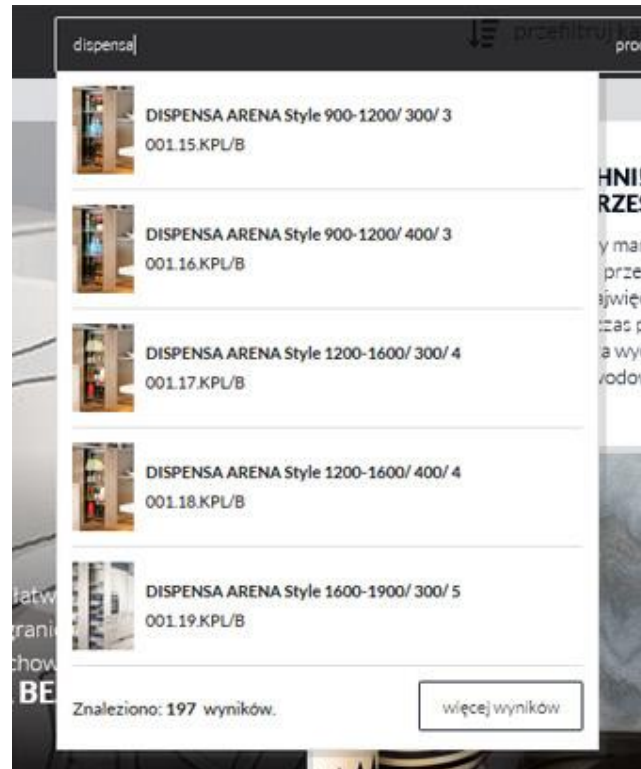 dispensa
przefiltruj
DISPENSA ARENA Style 900-1200/ 300/ 3
001.15.KPL/B
DISPENSA ARENA Style 900-1200/ 400/ 3
001.16.KPL/B
DISPENSA ARENA Style 1200-1600/ 300/ 4
001.17.KPL/B
DISPENSA ARENA Style 1200-1600/ 400/ 4
001.18.KPL/B
DISPENSA ARENA Style 1600-1900/ 300/ 5
001.19.KPL/B
Znaleziono: 197 wyników.
więcej wyników